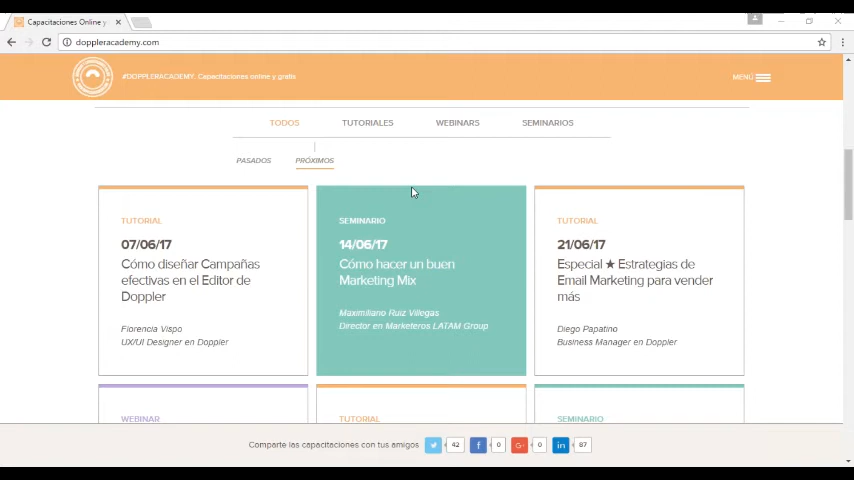 Capacitaciones Online y
doppleracademy.com
#DOPPLERACADEMY. Capacitaciones online y gratis
MENÚ
TODOS
TUTORIALES
WEBINARS
SEMINARIOS
PASADOS
PRÓXIMOS
TUTORIAL
07/06/17
Cómo diseñar Campañas
efectivas en el Editor de
Doppler
Florencia Vispo
UX/UI Designer en Doppler
SEMINARIO
14/06/17
Cómo hacer un buen
Marketing Mix
Maximiliano Ruiz Villegas
Director en Marketeros LATAM Group
TUTORIAL
21/06/17
Especial ★ Estrategias de
Email Marketing para vender
más
Diego Papatino
Business Manager en Doppler
WEBINAR
TUTORIAL
SEMINARIO
Comparte las capacitaciones con tus amigos
42
f
0
G+
0
in
87